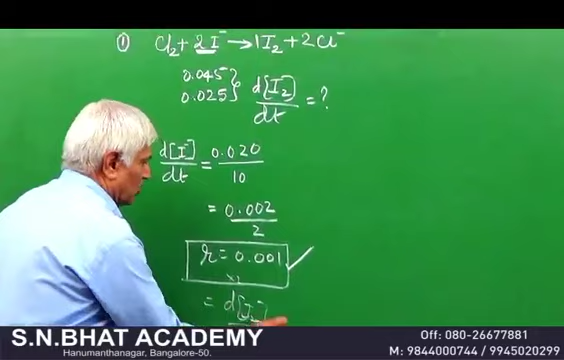 ① Cl₂ + 2I⁻ → 1I₂ + 2Cl⁻
0.045 }
0.025 } d[I₂]/dt = ?
d[I⁻]/dt = 0.020/10
= 0.002/2
r = 0.001 ✓
×1
= d[I₂]
S.N.BHAT ACADEMY
Hanumanthanagar, Bangalore-50.
Off: 080-26677881
M: 9844000744 / 9945020299